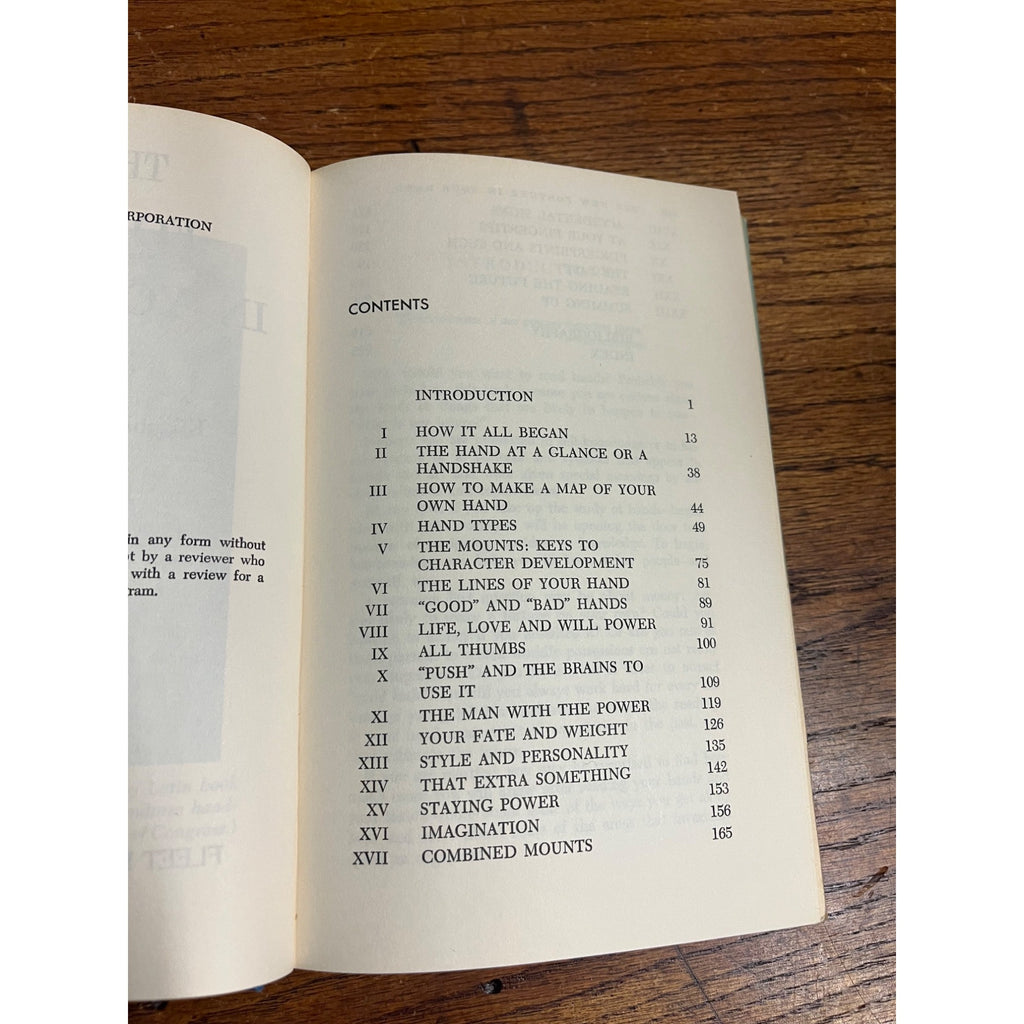 RPORATION
in any form without
t by a reviewer who
with a review for a
ram.
CONTENTS
INTRODUCTION 1
I HOW IT ALL BEGAN 13
II THE HAND AT A GLANCE OR A
HANDSHAKE 38
III HOW TO MAKE A MAP OF YOUR
OWN HAND 44
IV HAND TYPES 49
V THE MOUNTS: KEYS TO
CHARACTER DEVELOPMENT 75
VI THE LINES OF YOUR HAND 81
VII "GOOD" AND "BAD" HANDS 89
VIII LIFE, LOVE AND WILL POWER 91
IX ALL THUMBS 100
X "PUSH" AND THE BRAINS TO
USE IT 109
XI THE MAN WITH THE POWER 119
XII YOUR FATE AND WEIGHT 126
XIII STYLE AND PERSONALITY 135
XIV THAT EXTRA SOMETHING 142
XV STAYING POWER 153
XVI IMAGINATION 156
XVII COMBINED MOUNTS 165